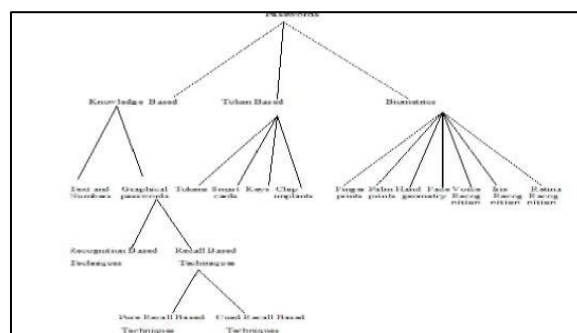 Passwords
Knowledge Based Token Based Biometrics
Text and Graphical Tokens Smart Keys Chip Finger Palm Hand Face Voice Iris Retina
Numbers passwords cards implants prints prints geometry Recog Recog Recog
nition nition nition
Recognition Based Recall Based
Techniques Techniques
Pure Recall Based Cued Recall Based
Techniques Techniques